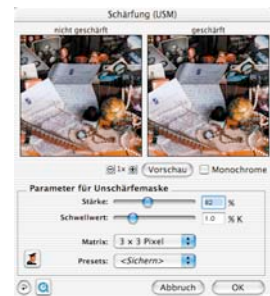 Schärfung (USM)
nicht geschärft geschärft
1x Vorschau Monochrome
Parameter für Unschärfemaske
Stärke: 82 %
Schwellwert: 1.0 % K
Matrix: 3 x 3 Pixel
Presets: <Sichern>
Abbruch OK